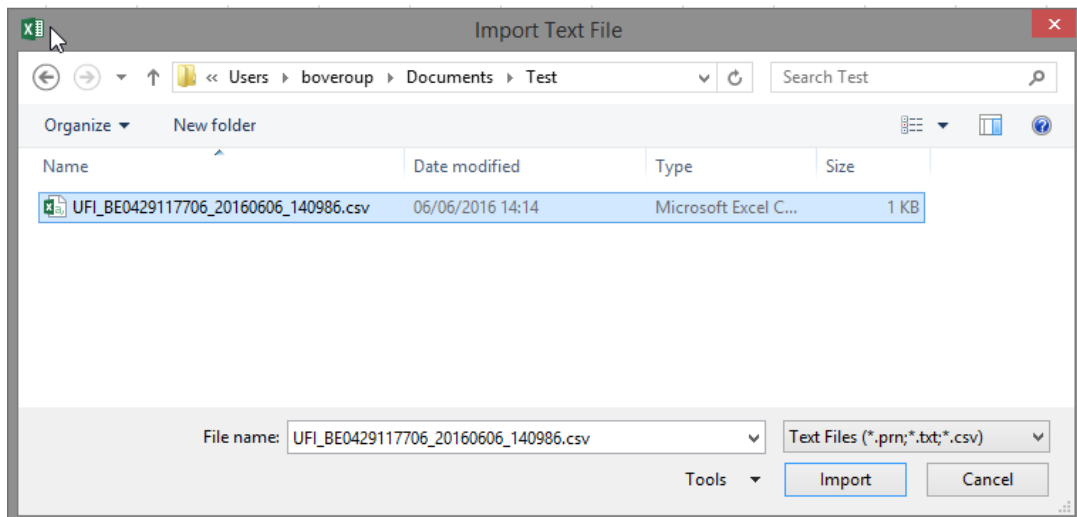 Import Text File
« Users Documents Test Search Test
Organize New folder
Name Date modified Type Size
UFI_BE0429117706_20160606_140986.csv 06/06/2016 14:14 Microsoft Excel C... 1 KB
File name: UFI_BE0429117706_20160606_140986.csv Text Files (*.prn;*.txt;*.csv)
Tools Import Cancel